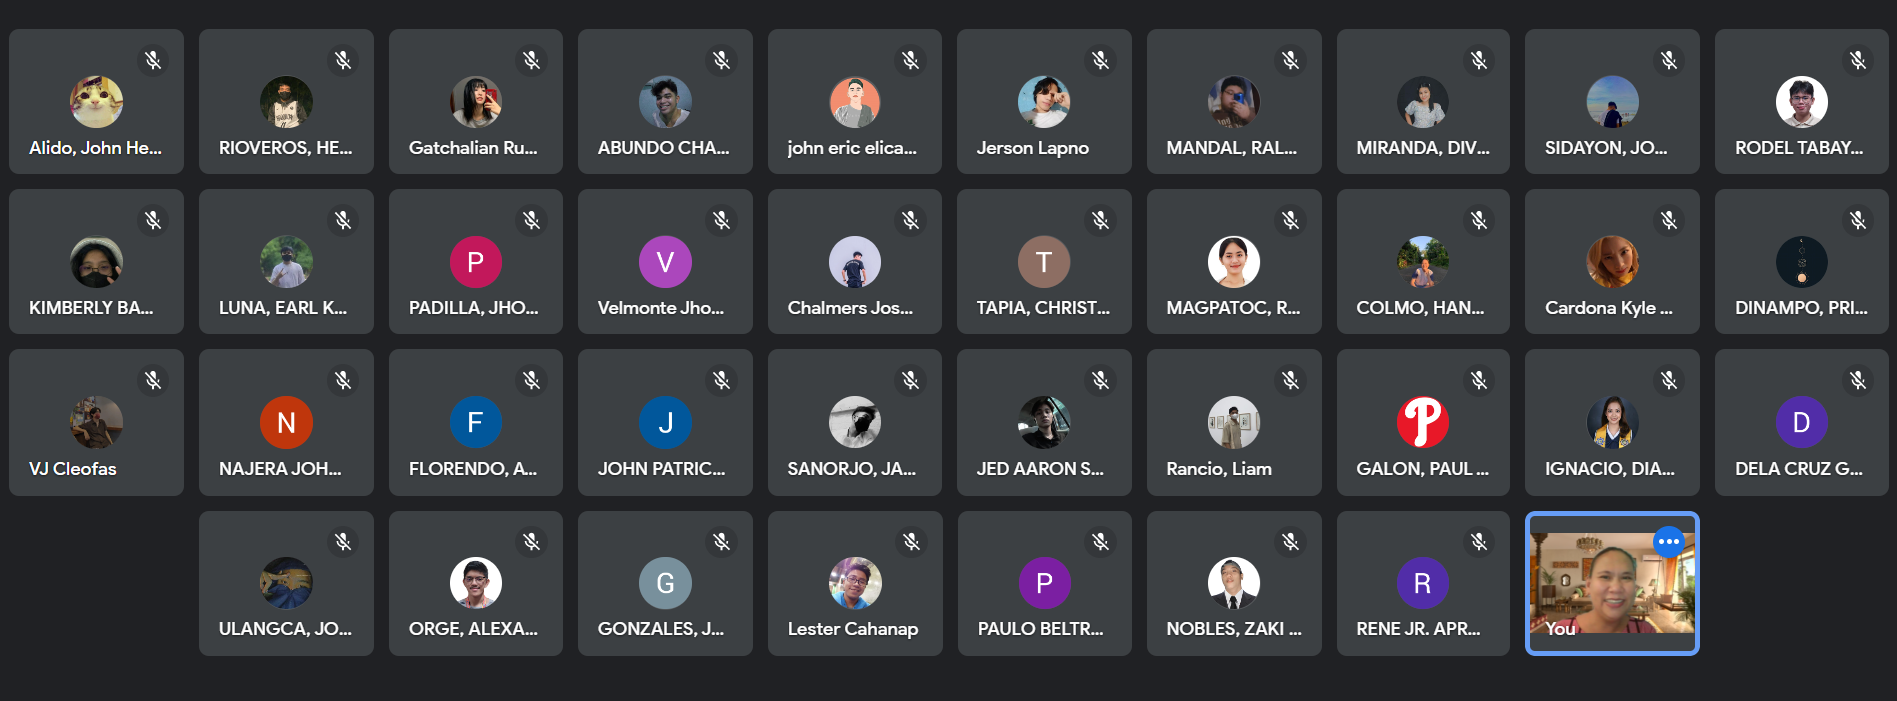 Alido, John He...
RIOVEROS, HE...
Gatchalian Ru...
ABUNDO CHA...
john eric elica...
Jerson Lapno
MANDAL, RAL...
MIRANDA, DIV...
SIDAYON, JO...
RODEL TABAY...
KIMBERLY BA...
LUNA, EARL K...
P
PADILLA, JHO...
V
Velmonte Jho...
Chalmers Jos...
T
TAPIA, CHRIST...
MAGPATOC, R...
COLMO, HAN...
Cardona Kyle ...
DINAMPO, PRI...
VJ Cleofas
N
NAJERA JOH...
F
FLORENDO, A...
J
JOHN PATRIC...
SANORJO, JA...
JED AARON S...
Rancio, Liam
P
GALON, PAUL ...
IGNACIO, DIA...
D
DELA CRUZ G...
ULANGCA, JO...
ORGE, ALEXA...
G
GONZALES, J...
Lester Cahanap
P
PAULO BELTR...
NOBLES, ZAKI ...
R
RENE JR. APR...
You